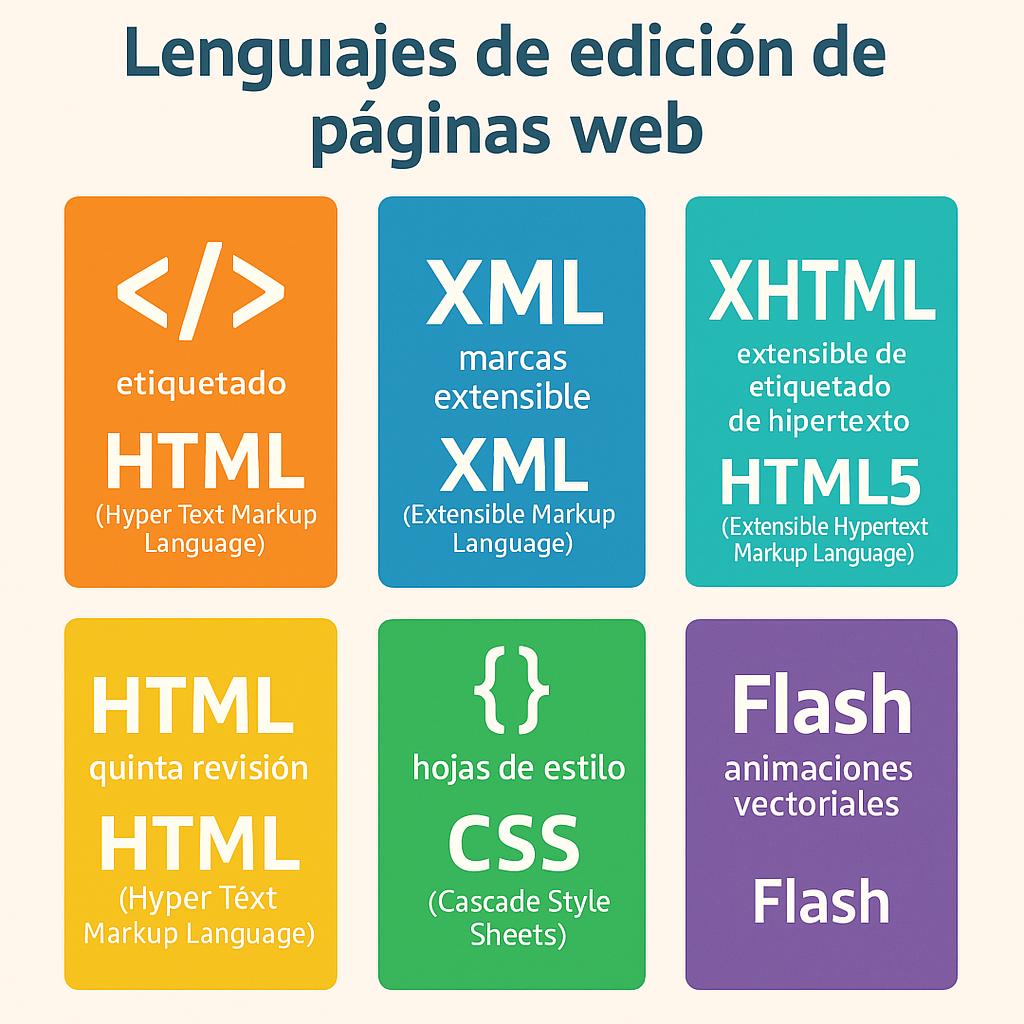 Lenguıajes de edición de
páginas web
</>
etiquetado
HTML
(Hyper Text Markup
Language)
XML
marcas
extensible
XML
(Extensible Markup
Language)
XHTML
extensible de
etiquetado
de hipertexto
HTML5
(Extensible Hypertext
Markup Language)
HTML
quinta revisión
HTML
(Hyper Téxt
Markup Language)
{}
hojas de estilo
CSS
(Cascade Style
Sheets)
Flash
animaciones
vectoriales
Flash